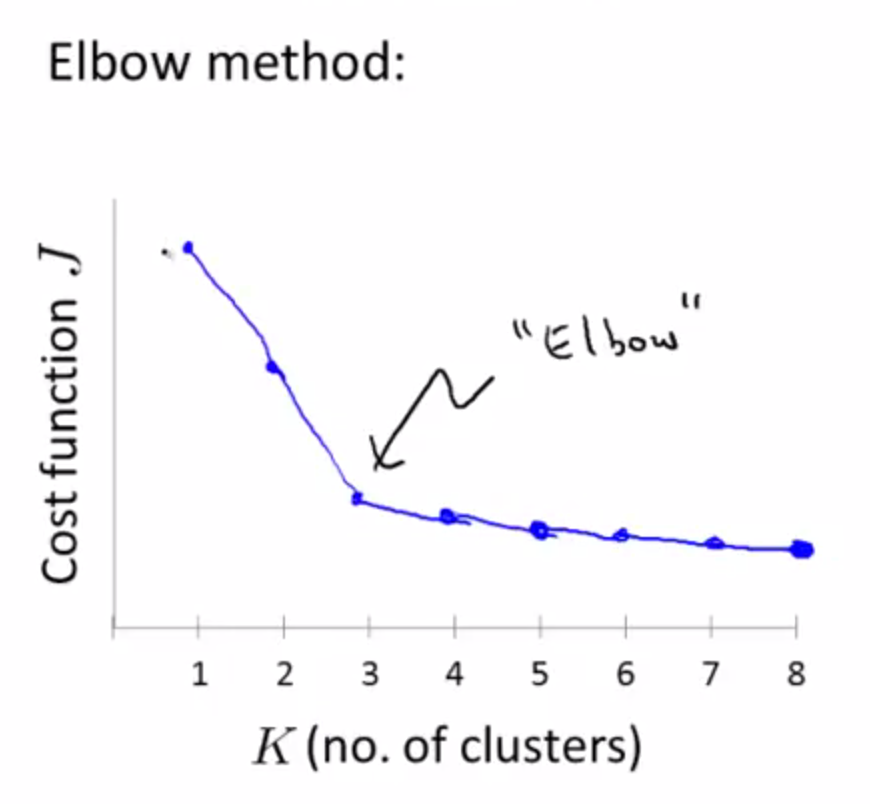 Elbow method:
Cost function J
"Elbow"
1 2 3 4 5 6 7 8
K (no. of clusters)